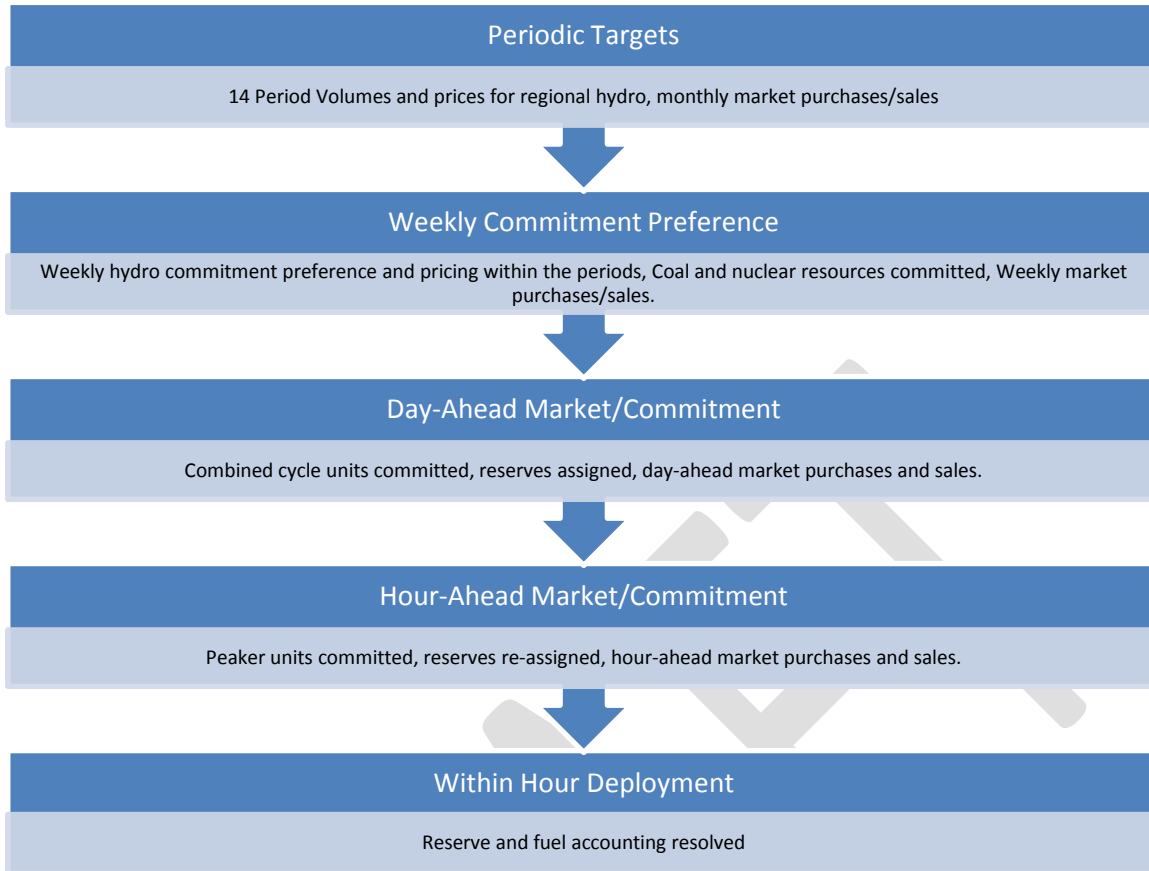 Periodic Targets
14 Period Volumes and prices for regional hydro, monthly market purchases/sales
Weekly Commitment Preference
Weekly hydro commitment preference and pricing within the periods, Coal and nuclear resources committed, Weekly market
purchases/sales.
Day-Ahead Market/Commitment
Combined cycle units committed, reserves assigned, day-ahead market purchases and sales.
Hour-Ahead Market/Commitment
Peaker units committed, reserves re-assigned, hour-ahead market purchases and sales.
Within Hour Deployment
Reserve and fuel accounting resolved